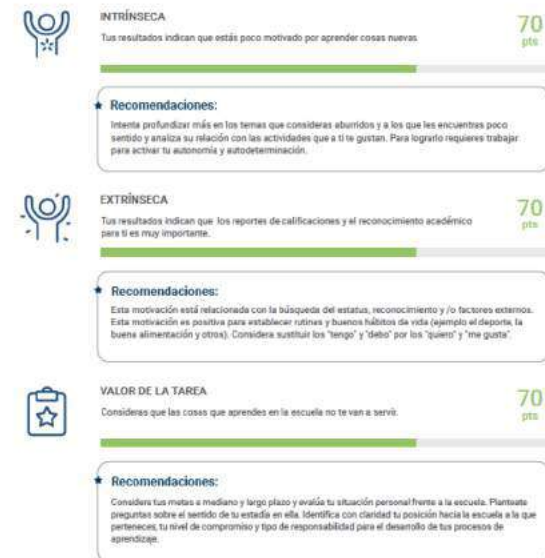 INTRÍNSECA
70
pts
Tus resultados indican que estás poco motivado por aprender cosas nuevas.
Recomendaciones:
Intenta profundizar más en los temas que consideras aburridos y a los que les encuentras poco
sentido y analiza su relación con las actividades que a ti te gustan. Para lograrlo requieres trabajar
para activar tu autonomía y autodeterminación.
EXTRÍNSECA
70
pts
Tus resultados indican que los reportes de calificaciones y el reconocimiento académico
para ti es muy importante.
Recomendaciones:
Esta motivación está relacionada con la búsqueda del estatus, reconocimiento y /o factores externos.
Esta motivación es positiva para establecer rutinas y buenos hábitos de vida (ejemplo el deporte, la
buena alimentación y otros). Considera sustituir los "tengo" y "debo" por los "quiero" y "me gusta".
VALOR DE LA TAREA
70
pts
Consideras que las cosas que aprendes en la escuela no te van a servir.
Recomendaciones:
Considera tus metas a mediano y largo plazo y evalúa tu situación personal frente a la escuela. Planteate
preguntas sobre el sentido de tu estadía en ella. Identifica con claridad tu posición hacia la escuela a la que
perteneces, tu nivel de compromiso y tipo de responsabilidad para el desarrollo de tus procesos de
aprendizaje.